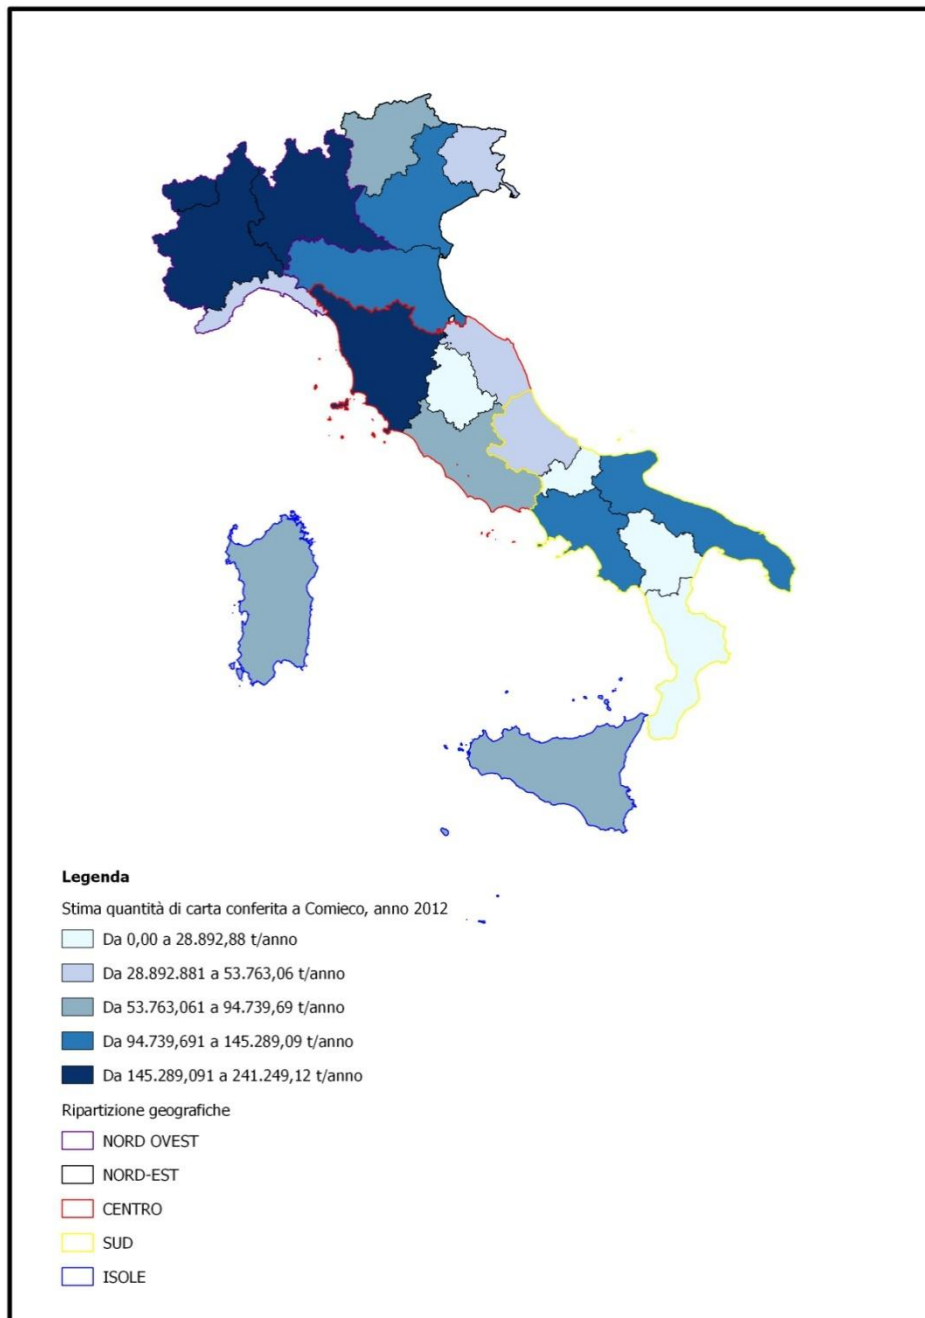 Legenda
Stima quantità di carta conferita a Comieco, anno 2012
Da 0,00 a 28.892,88 t/anno
Da 28.892.881 a 53.763,06 t/anno
Da 53.763,061 a 94.739,69 t/anno
Da 94.739,691 a 145.289,09 t/anno
Da 145.289,091 a 241.249,12 t/anno
Ripartizione geografiche
NORD OVEST
NORD-EST
CENTRO
SUD
ISOLE